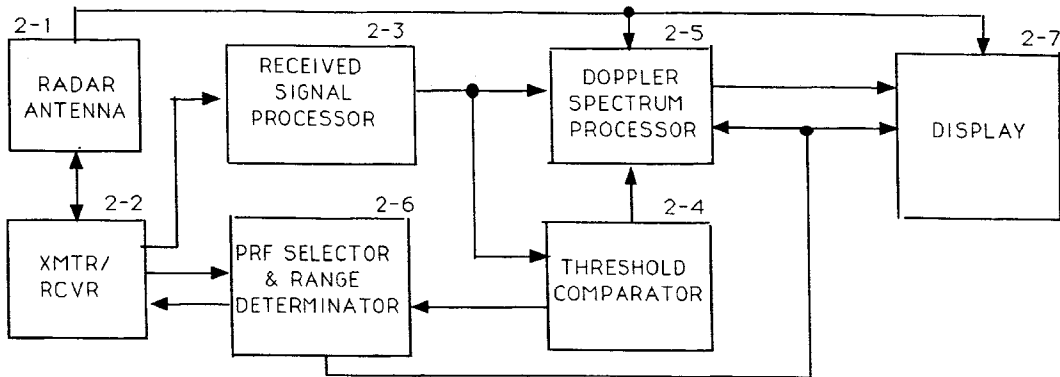 2-1
RADAR
ANTENNA
2-3
RECEIVED
SIGNAL
PROCESSOR
2-5
DOPPLER
SPECTRUM
PROCESSOR
2-7
DISPLAY
2-2
XMTR/
RCVR
2-6
PRF SELECTOR
& RANGE
DETERMINATOR
2-4
THRESHOLD
COMPARATOR